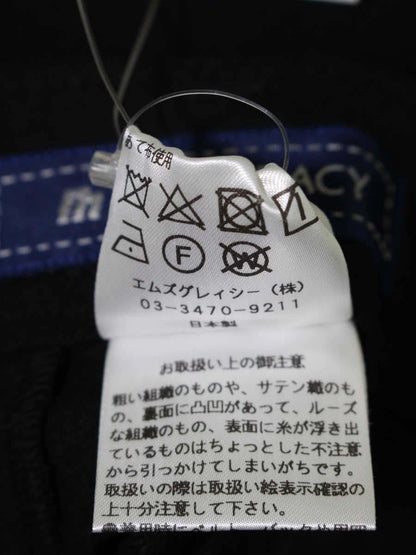 あて布使用
m
ACY
F
W
エムズグレイシー（株）
03-3470-9211
日本製
お取扱い上の御注意
粗い組織のものや、サテン織のも
の、裏面に凸凹があって、ルーズ
な組織のもの、表面に糸が浮き出
ているものはちょっとした不注意
から引っかけてしまいがちです。
取扱いの際は取扱い絵表示確認の
上十分注意して下さい。